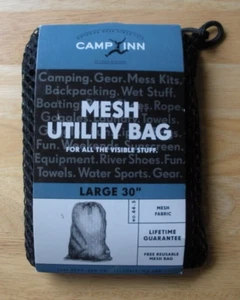 CAMP INN
Camping. Gear. Mess Kits.
Backpacking. Wet Stuff.
Boating. Rope.
MESH
UTILITY BAG
FOR ALL THE VISIBLE STUFF.
Fun. Weekends. Sunscreen.
Equipment. River Shoes. Fun.
Towels. Water Sports. Gear.
LARGE 30"
MESH
FABRIC
LIFETIME
GUARANTEE
FREE REUSABLE
MESH BAG